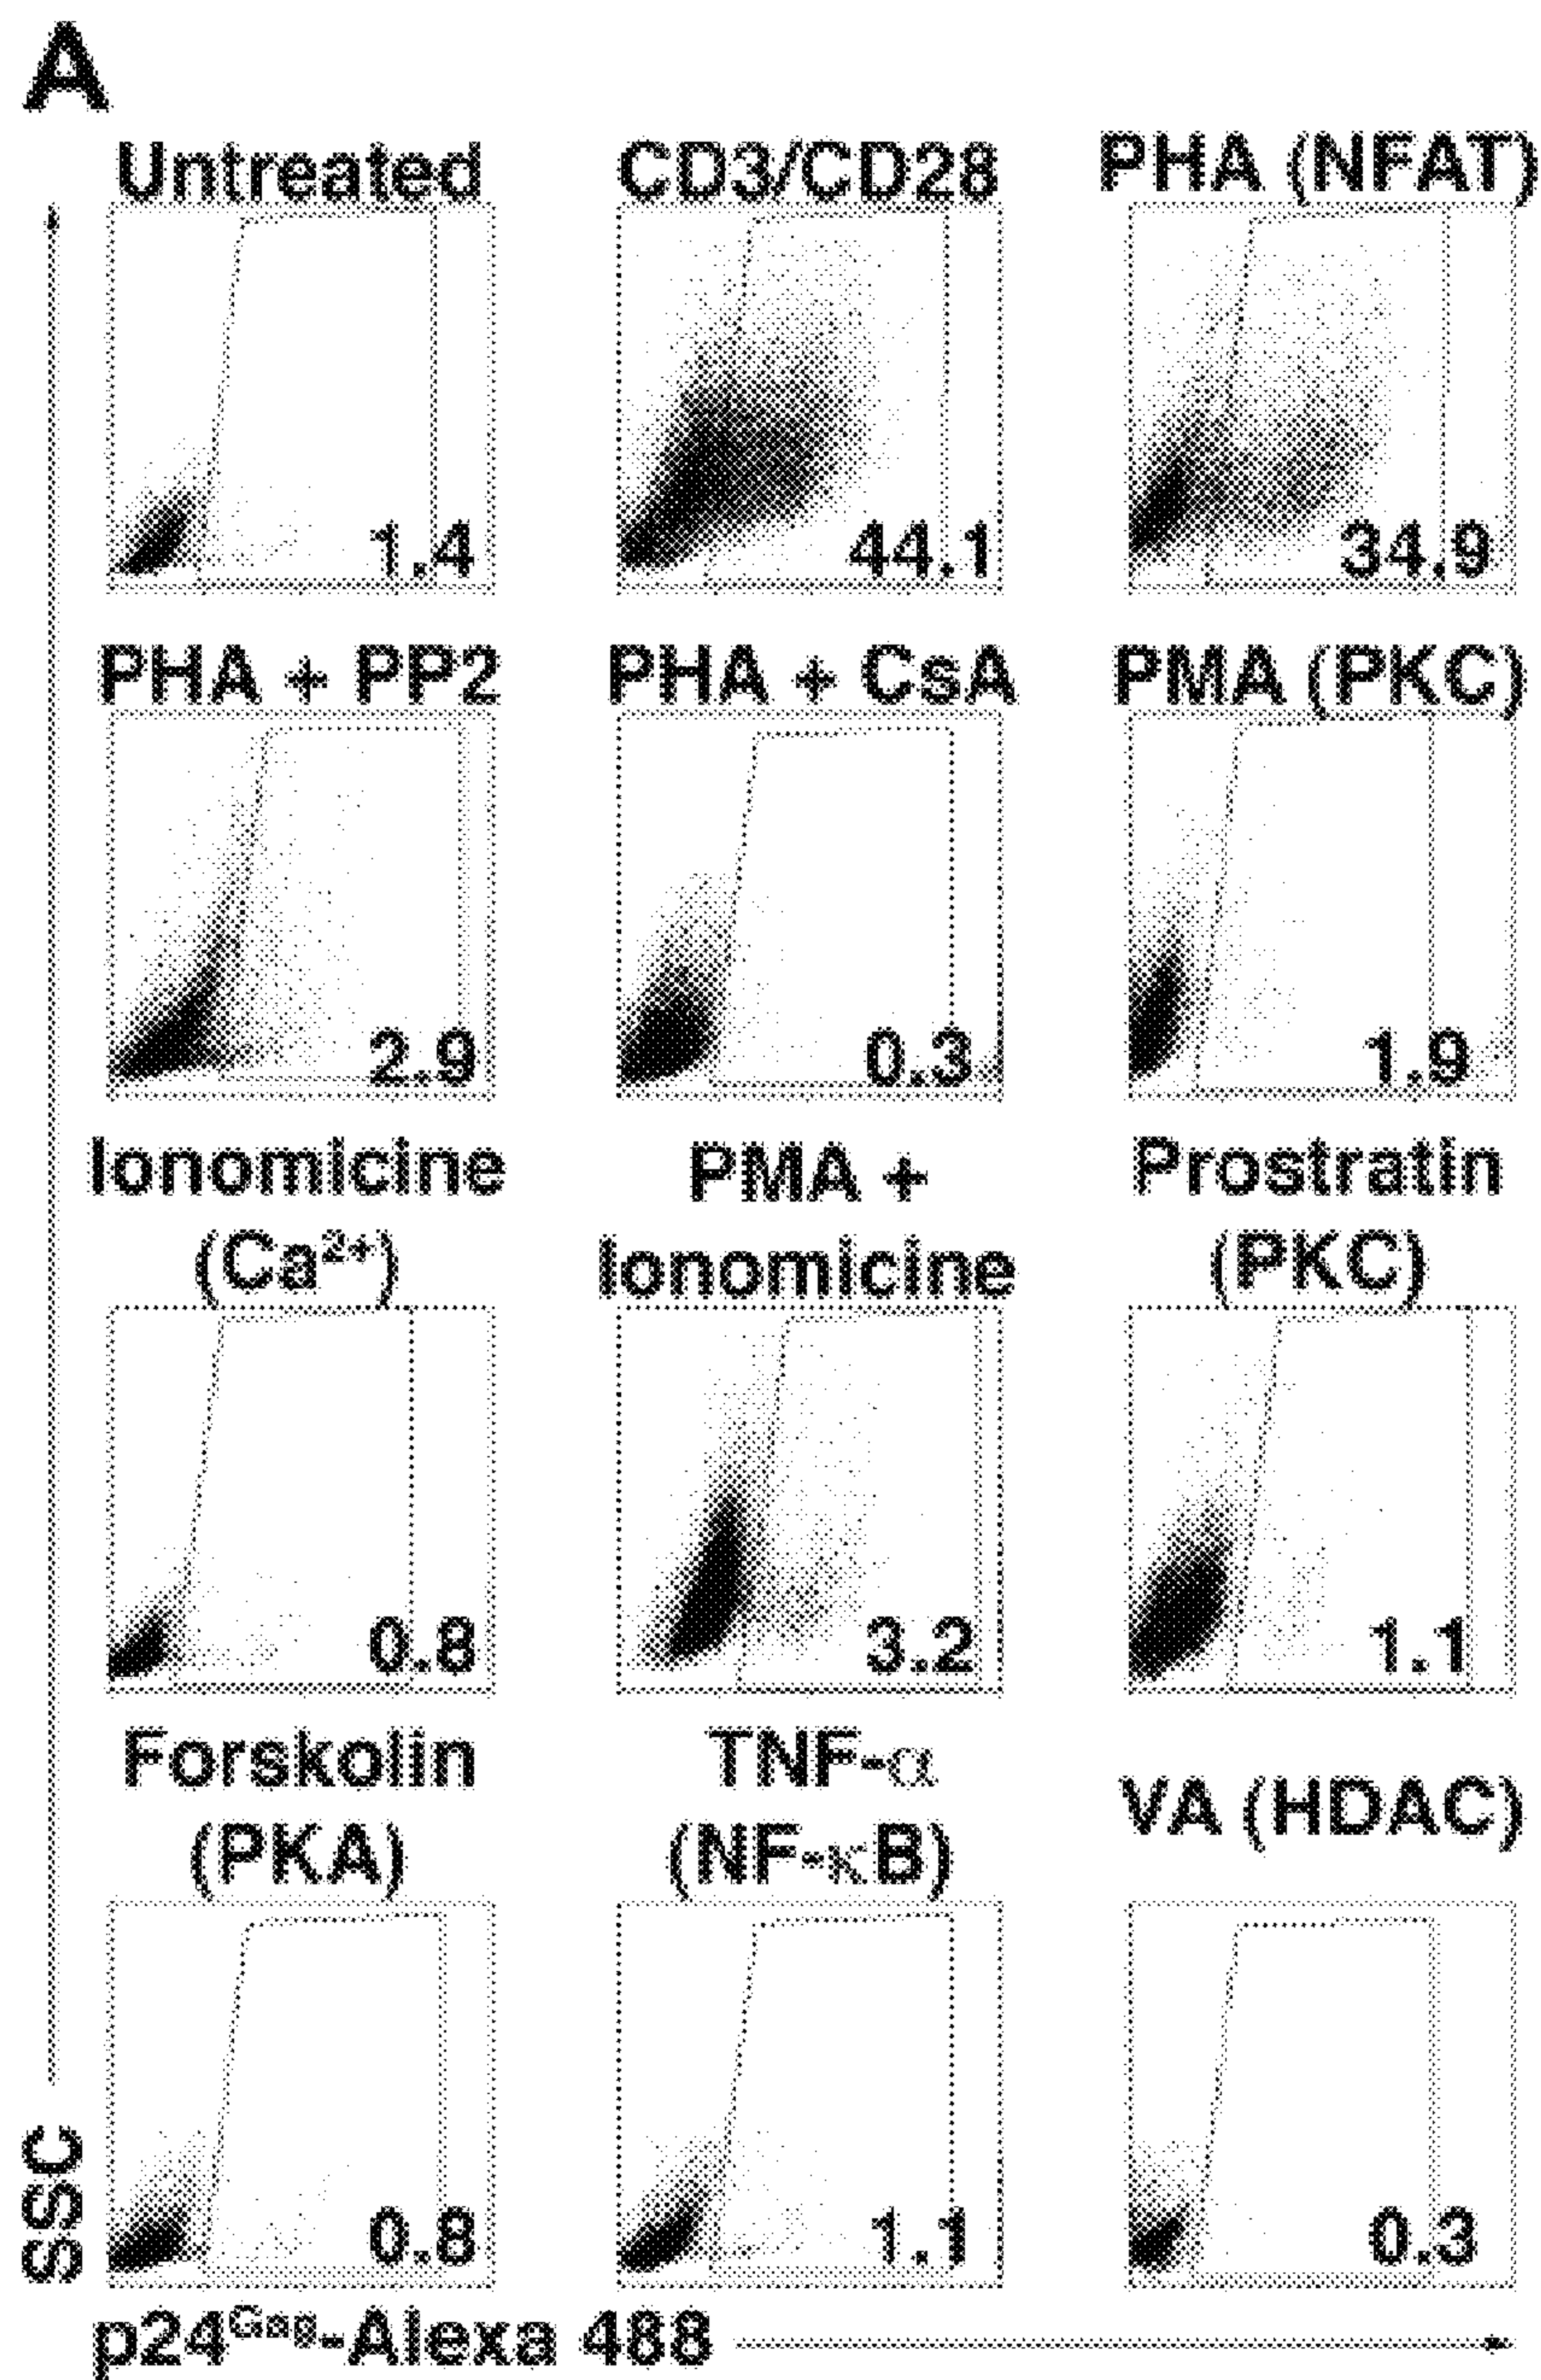 A
Untreated
CD3/CD28
PHA (NFAT)
1.4
44.1
34.9
PHA + PP2
PHA + CsA
PMA (PKC)
2.9
0.3
1.9
Ionomicine
(Ca²⁺)
PMA +
Ionomicine
Prostratin
(PKC)
0.8
3.2
1.1
Forskolin
(PKA)
TNF-α
(NF-κB)
VA (HDAC)
0.8
1.1
0.3
SSC
p24ᴳᵃᵍ-Alexa 488